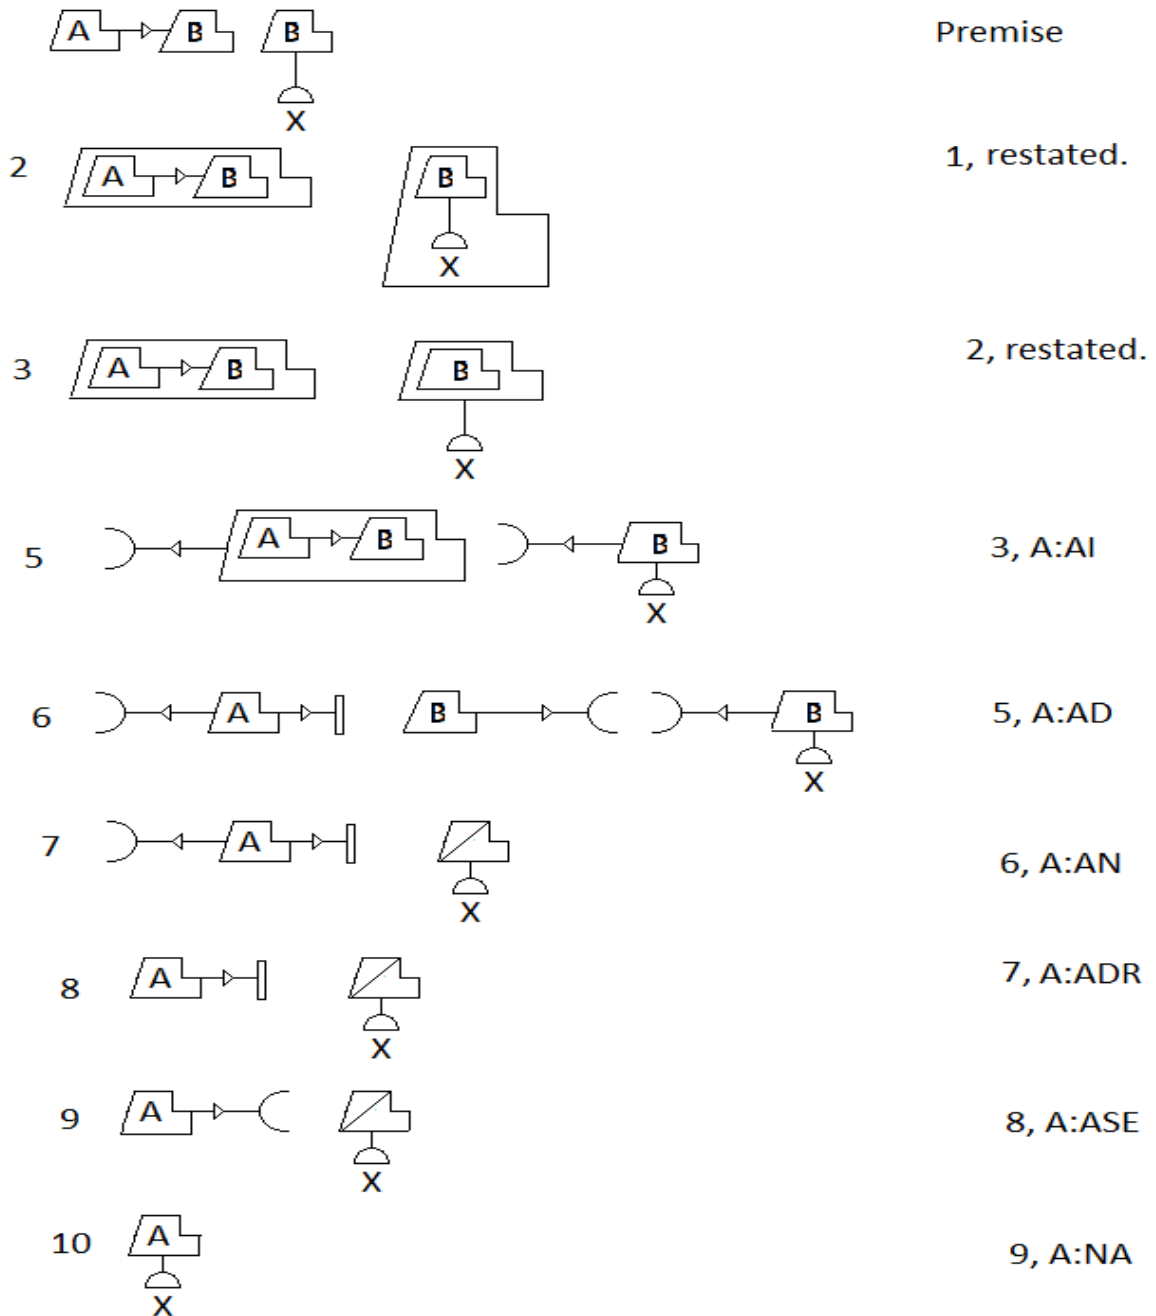 A B B Premise
X
2 A B B 1, restated.
X
3 A B B 2, restated.
X
5 A B B 3, A:AI
X
6 A B B 5, A:AD
X
7 A 6, A:AN
X
8 A 7, A:ADR
X
9 A 8, A:ASE
X
10 A 9, A:NA
X